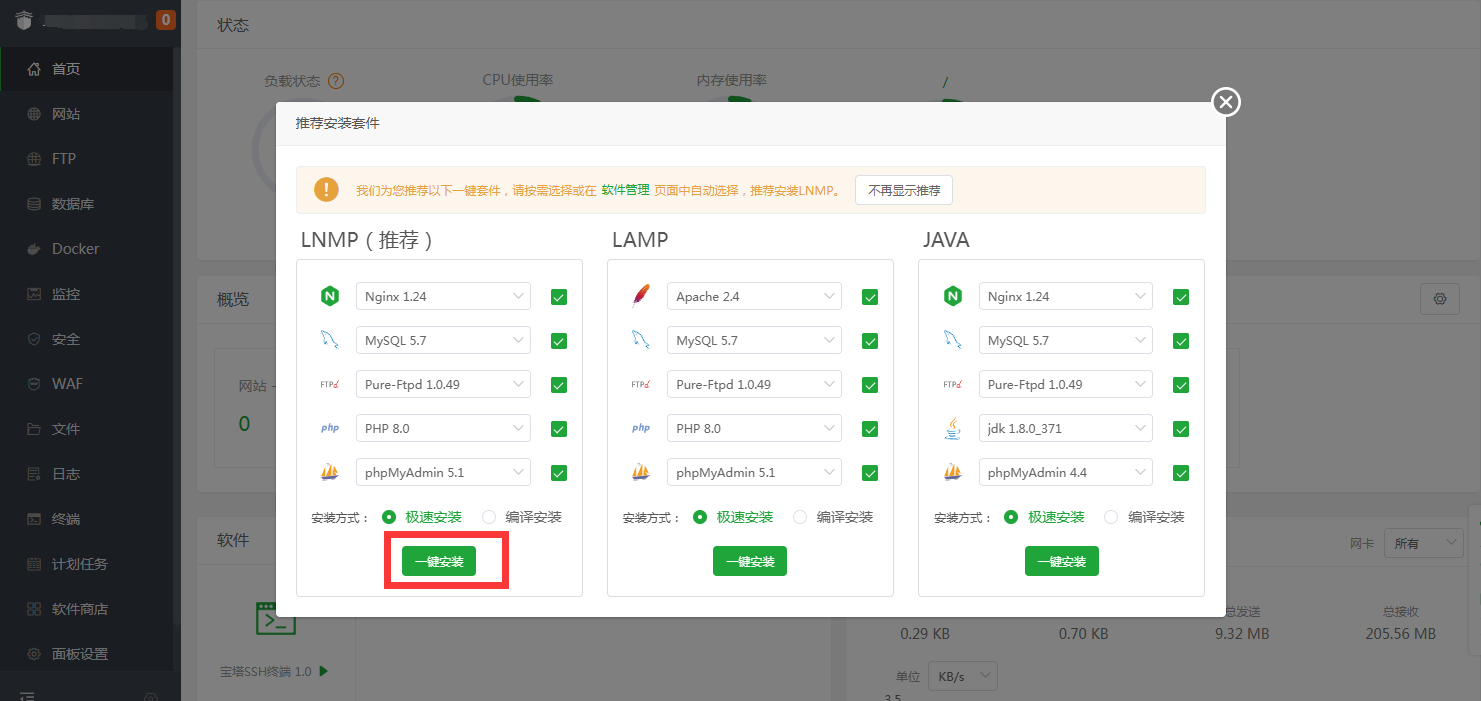 0
首页
网站
FTP
数据库
Docker
监控
安全
WAF
文件
日志
终端
计划任务
软件商店
面板设置
状态
负载状态 ?
CPU使用率
内存使用率
/
推荐安装套件
! 我们为您推荐以下一键套件，请按需选择或在 软件管理 页面中自动选择，推荐安装LNMP。 不再显示推荐
LNMP（推荐）
Nginx 1.24
MySQL 5.7
FTP Pure-Ftpd 1.0.49
php PHP 8.0
phpMyAdmin 5.1
安装方式： 极速安装 编译安装
一键安装
LAMP
Apache 2.4
MySQL 5.7
FTP Pure-Ftpd 1.0.49
php PHP 8.0
phpMyAdmin 5.1
安装方式： 极速安装 编译安装
一键安装
JAVA
Nginx 1.24
MySQL 5.7
FTP Pure-Ftpd 1.0.49
jdk 1.8.0_371
phpMyAdmin 4.4
安装方式： 极速安装 编译安装
一键安装
概览
网站
0
软件
宝塔SSH终端 1.0
网卡 所有
总发送 总接收
0.29 KB 0.70 KB 9.32 MB 205.56 MB
单位 KB/s
3.5